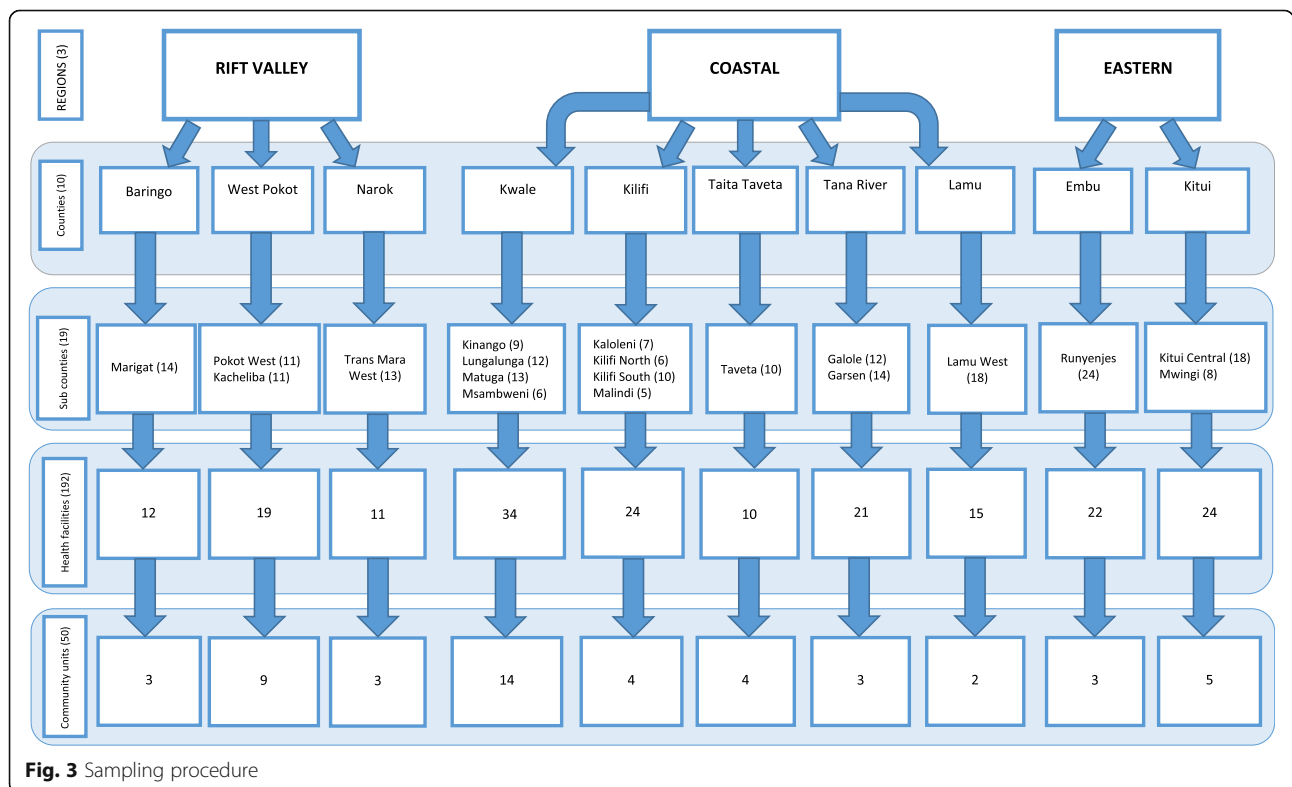 REGIONS (3)
RIFT VALLEY
COASTAL
EASTERN
Counties (10)
Baringo
West Pokot
Narok
Kwale
Kilifi
Taita Taveta
Tana River
Lamu
Embu
Kitui
Sub counties (19)
Marigat (14)
Pokot West (11)
Kacheliba (11)
Trans Mara
West (13)
Kinango (9)
Lungalunga (12)
Matuga (13)
Msambweni (6)
Kaloleni (7)
Kilifi North (6)
Kilifi South (10)
Malindi (5)
Taveta (10)
Galole (12)
Garsen (14)
Lamu West
(18)
Runyenjes
(24)
Kitui Central (18)
Mwingi (8)
Health facilities (192)
12
19
11
34
24
10
21
15
22
24
Community units (50)
3
9
3
14
4
4
3
2
3
5
Fig. 3 Sampling procedure